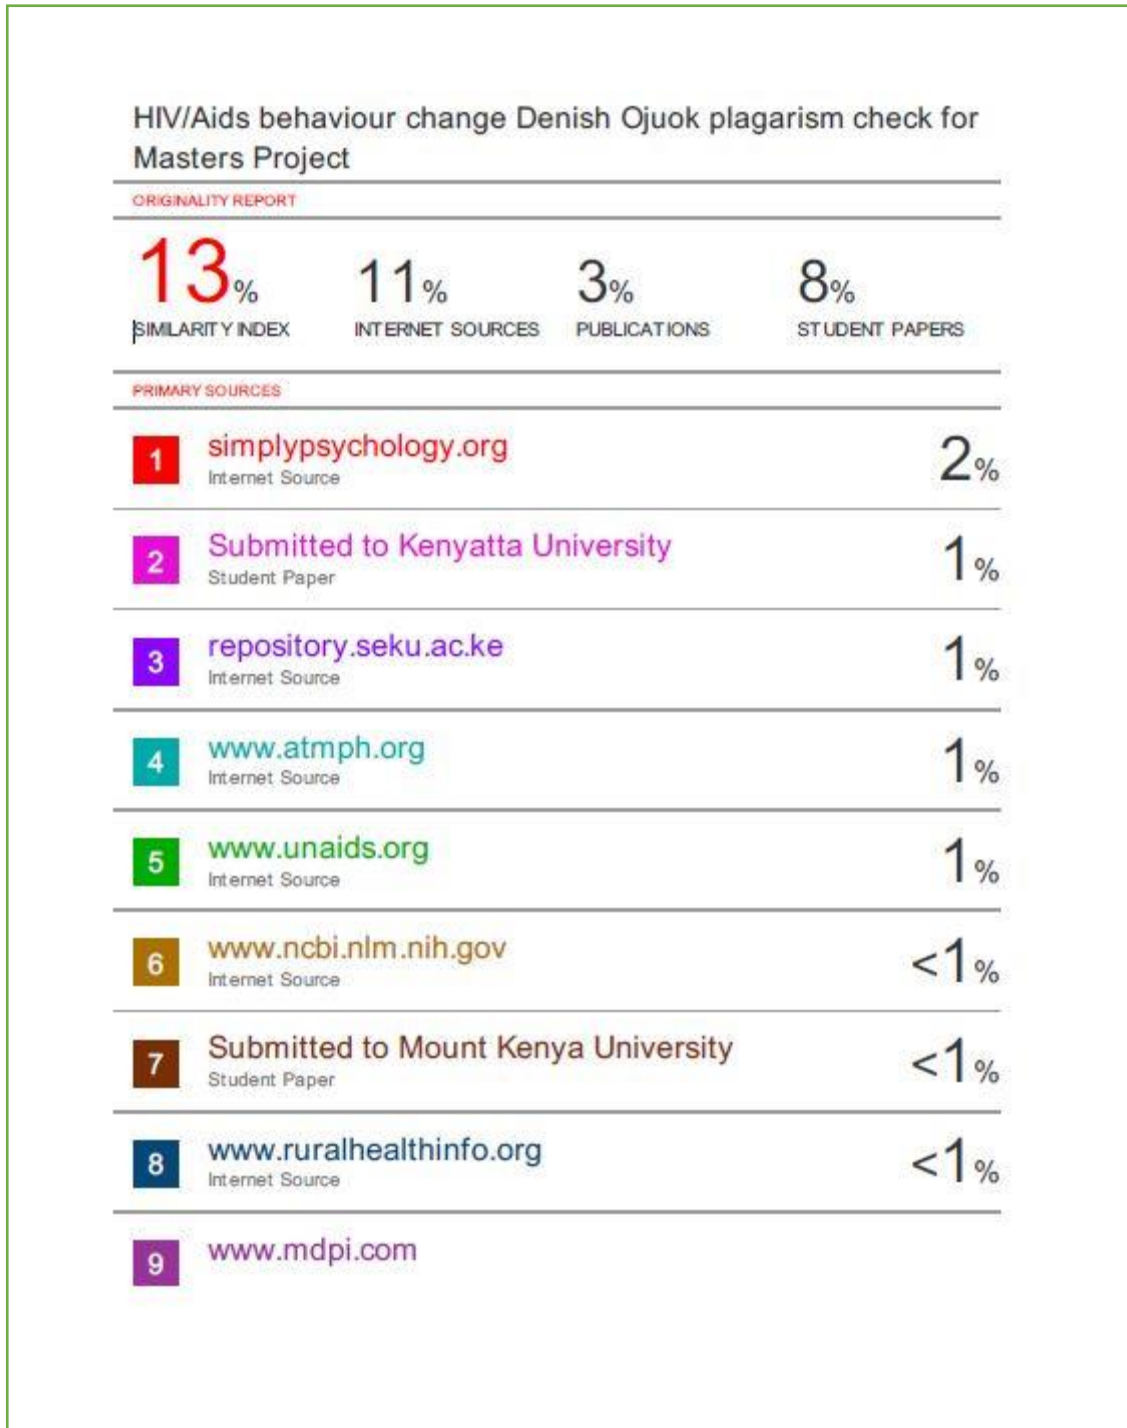 HIV/Aids behaviour change Denish Ojuok plagarism check for
Masters Project
ORIGINALITY REPORT
13% 11% 3% 8%
SIMILARITY INDEX INTERNET SOURCES PUBLICATIONS STUDENT PAPERS
PRIMARY SOURCES
1 simplypsychology.org 2%
Internet Source
2 Submitted to Kenyatta University 1%
Student Paper
3 repository.seku.ac.ke 1%
Internet Source
4 www.atmph.org 1%
Internet Source
5 www.unaids.org 1%
Internet Source
6 www.ncbi.nlm.nih.gov <1%
Internet Source
7 Submitted to Mount Kenya University <1%
Student Paper
8 www.ruralhealthinfo.org <1%
Internet Source
9 www.mdpi.com